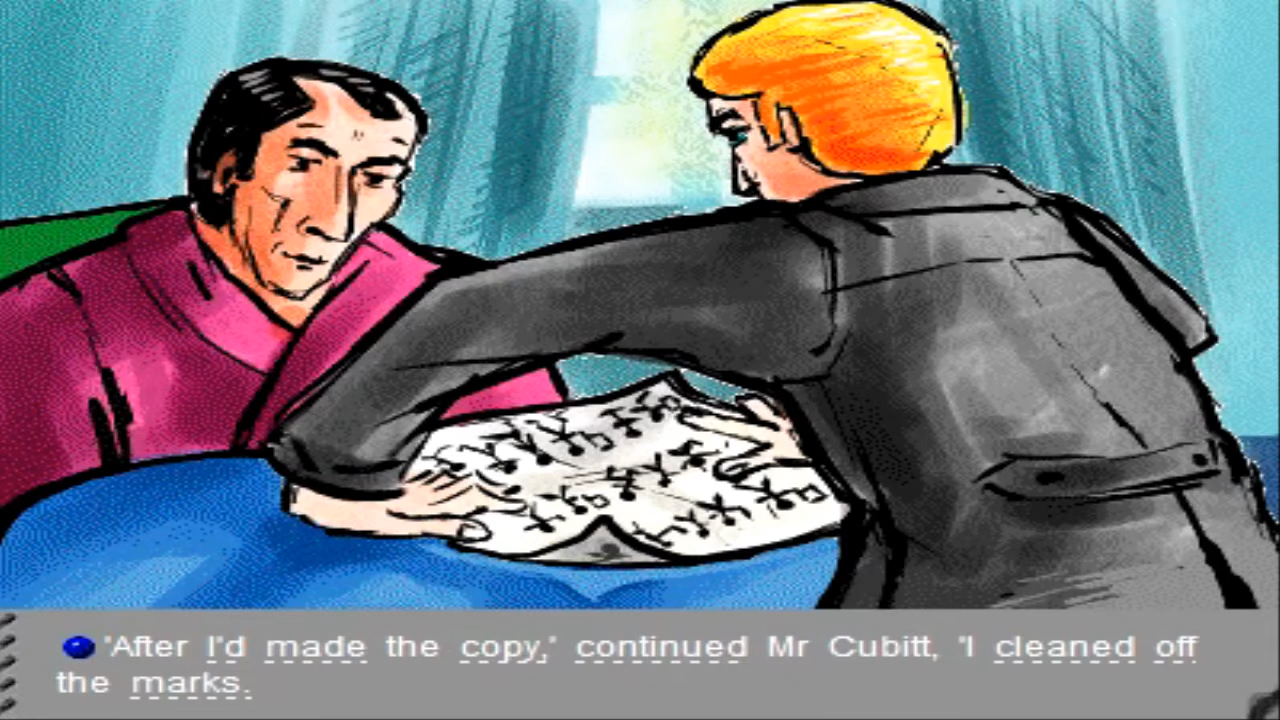 'After I'd made the copy,' continued Mr Cubitt, 'I cleaned off
the marks.